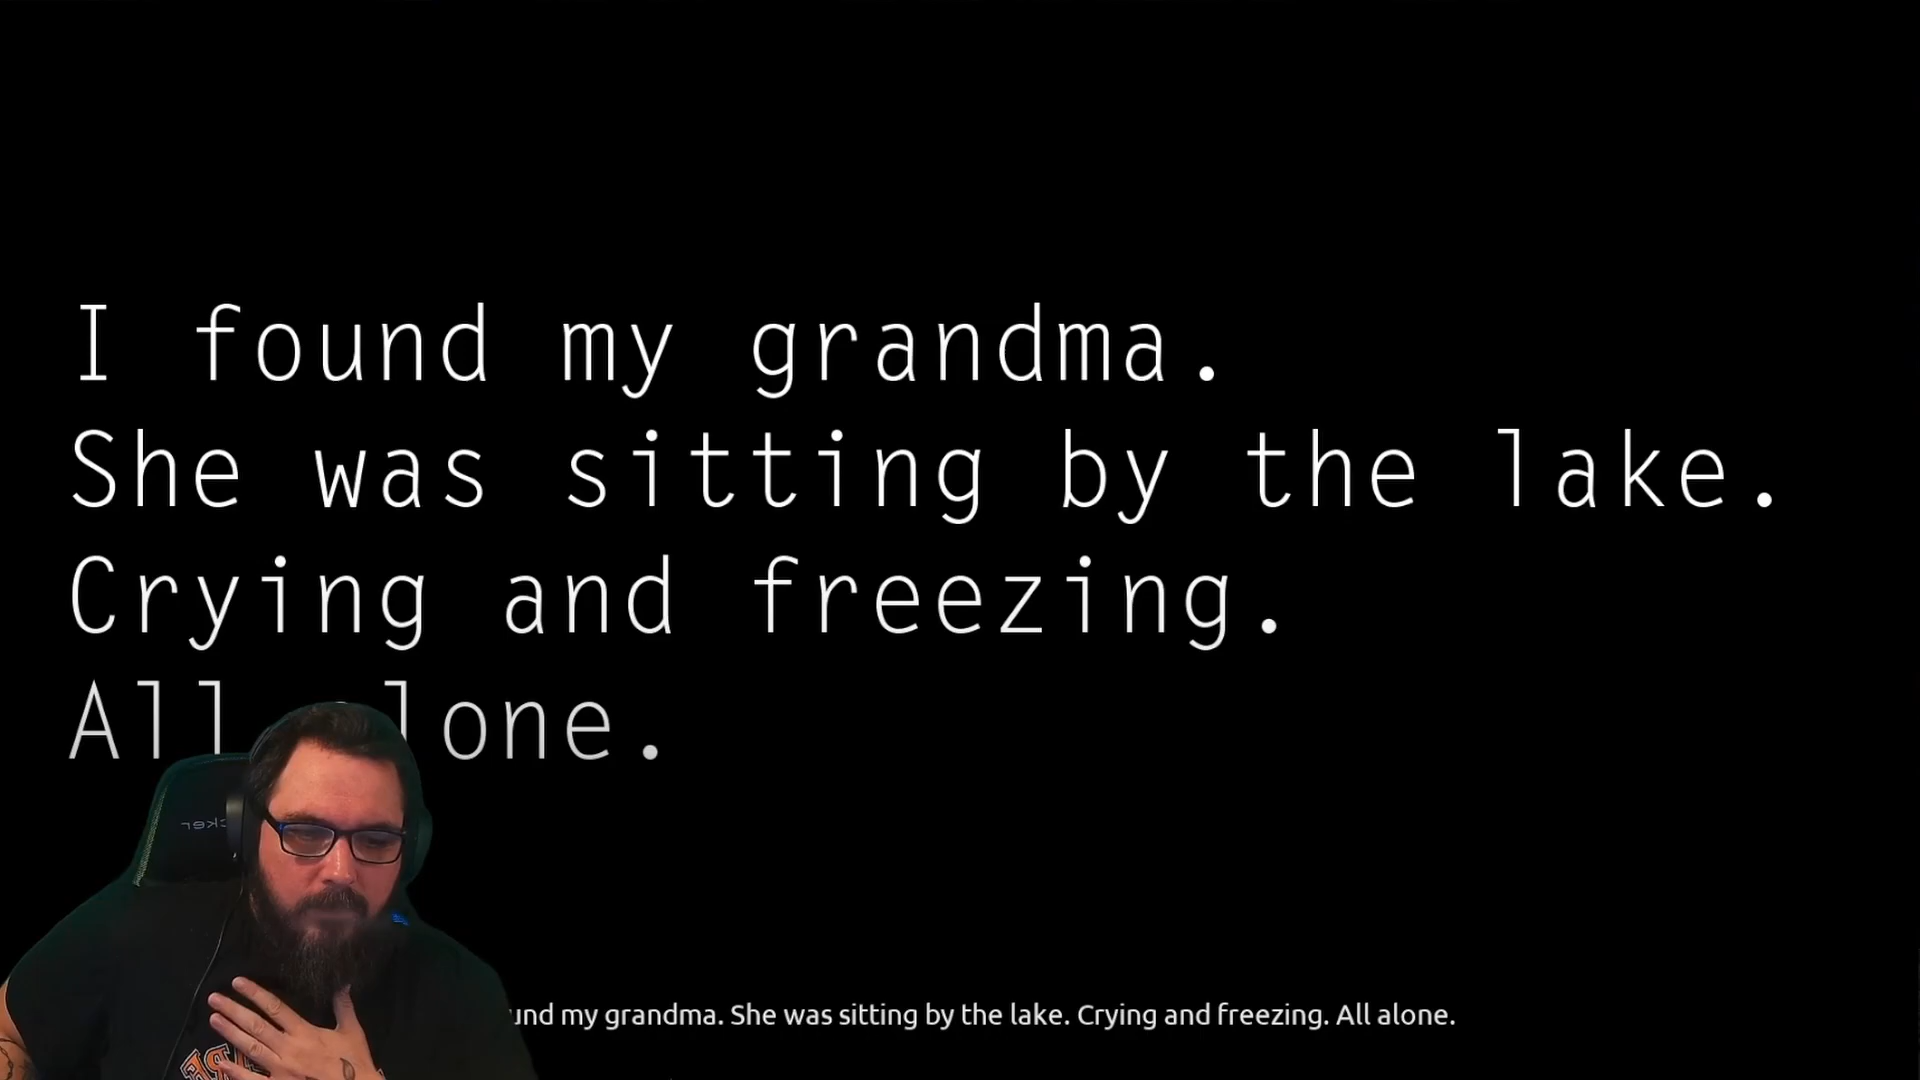 I found my grandma.
She was sitting by the lake.
Crying and freezing.
All alone.
my grandma. She was sitting by the lake. Crying and freezing. All alone.